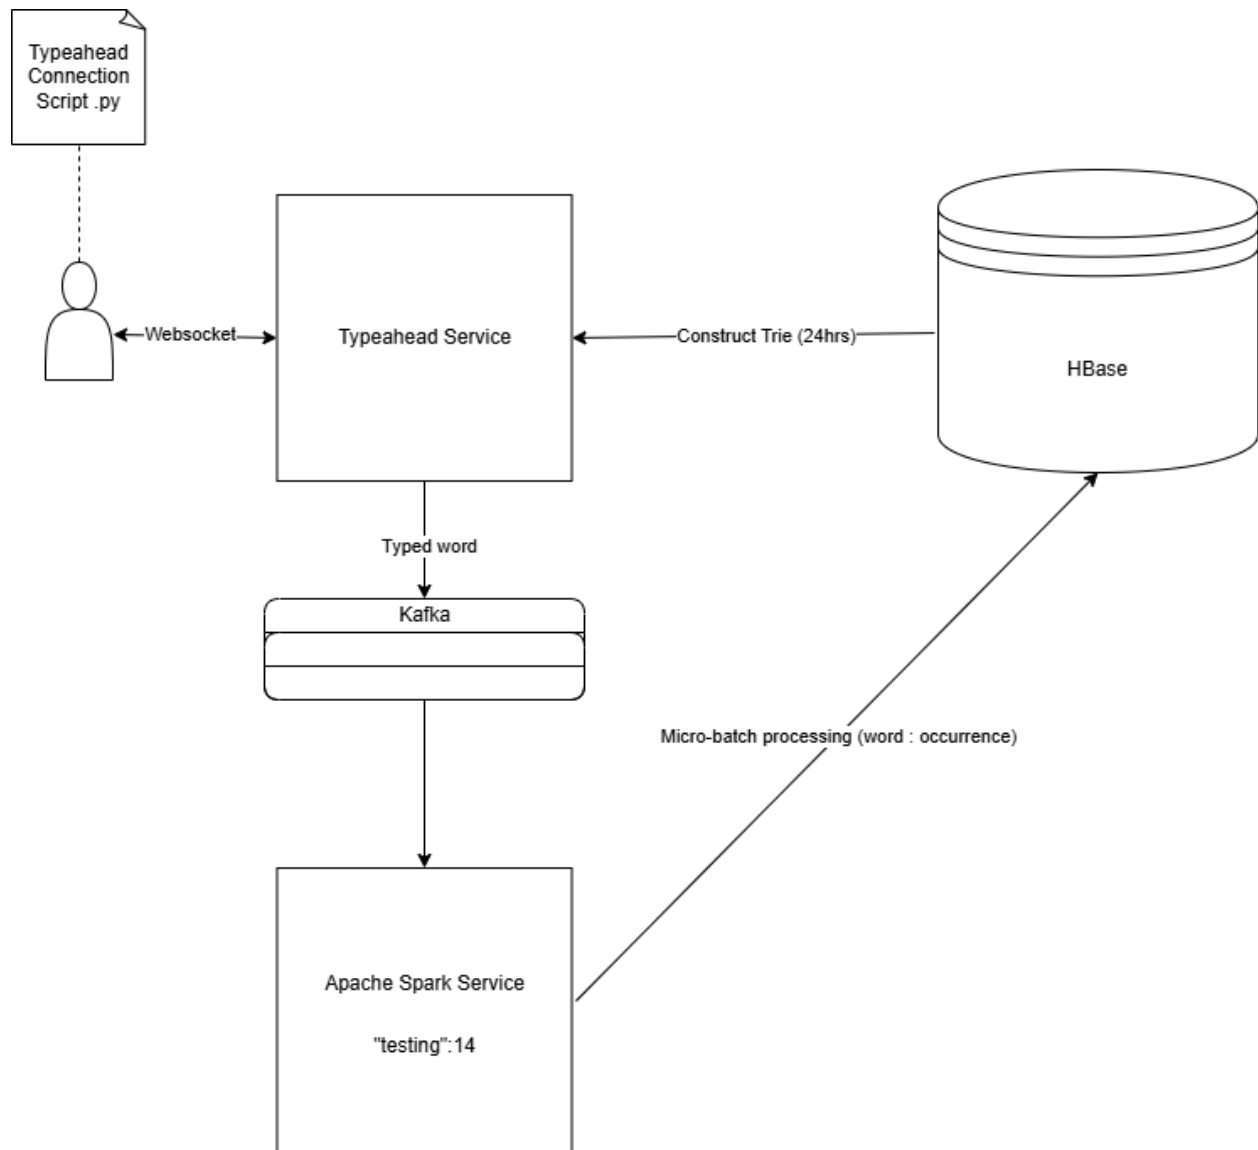 Typeahead
Connection
Script .py
Websocket
Typeahead Service
Construct Trie (24hrs)
HBase
Typed word
Kafka
Micro-batch processing (word : occurrence)
Apache Spark Service
"testing":14